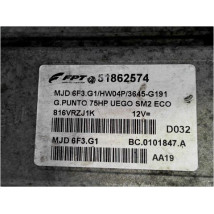 FPT 51862574
MJD 6F3.G1/HW04P/3645-G191
G.PUNTO 75HP UEGO SM2 ECO
816VRZJ1K 12V=
D032
MJD 6F3.G1 BC.0101847.A
AA19